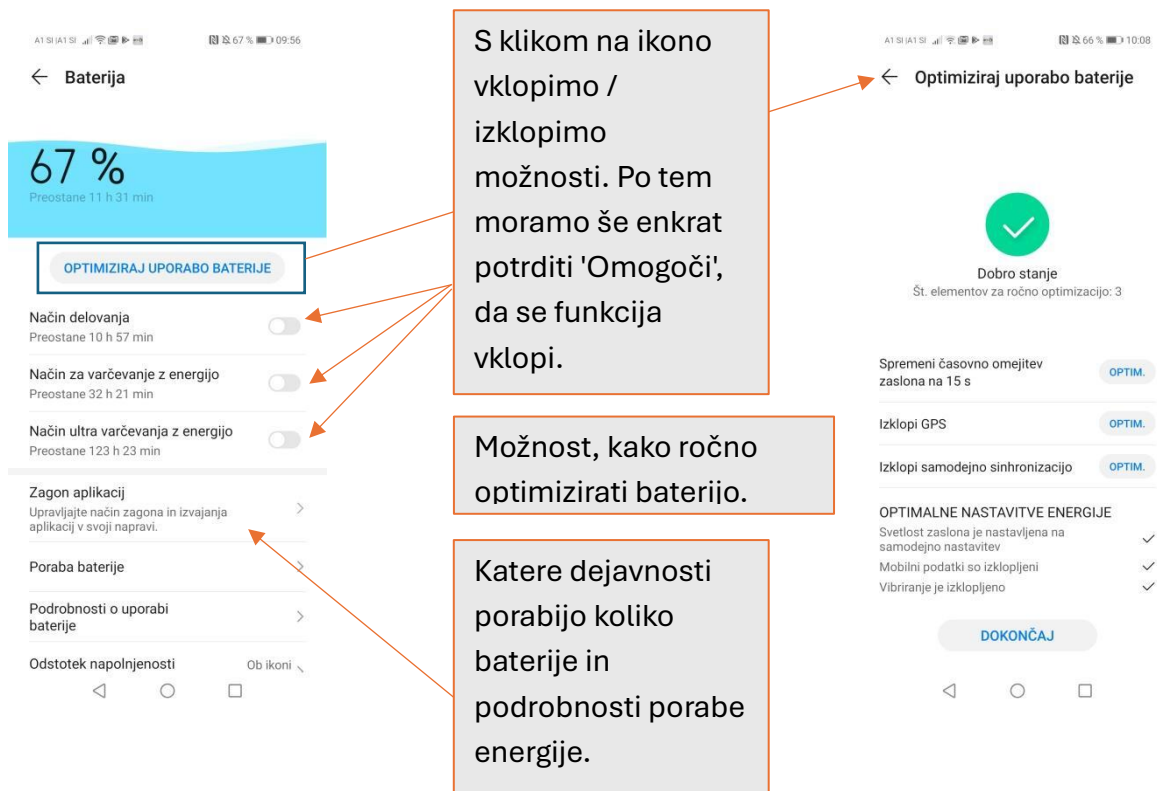 A1 SI |A1 SI
67 % 09:56
Baterija
67 %
Preostane 11 h 31 min
OPTIMIZIRAJ UPORABO BATERIJE
Način delovanja
Preostane 10 h 57 min
Način za varčevanje z energijo
Preostane 32 h 21 min
Način ultra varčevanja z energijo
Preostane 123 h 23 min
Zagon aplikacij
Upravljajte način zagona in izvajanja
aplikacij v svoji napravi.
Poraba baterije
Podrobnosti o uporabi
baterije
Odstotek napolnjenosti Ob ikoni
S klikom na ikono
vklopimo /
izklopimo
možnosti. Po tem
moramo še enkrat
potrditi 'Omogoči',
da se funkcija
vklopi.
Možnost, kako ročno
optimizirati baterijo.
Katere dejavnosti
porabijo koliko
baterije in
podrobnosti porabe
energije.
A1 SI |A1 SI
66 % 10:08
Optimiziraj uporabo baterije
Dobro stanje
Št. elementov za ročno optimizacijo: 3
Spremeni časovno omejitev
zaslona na 15 s
OPTIM.
Izklopi GPS
OPTIM.
Izklopi samodejno sinhronizacijo
OPTIM.
OPTIMALNE NASTAVITVE ENERGIJE
Svetlost zaslona je nastavljena na
samodejno nastavitev
Mobilni podatki so izklopljeni
Vibriranje je izklopljeno
DOKONČAJ